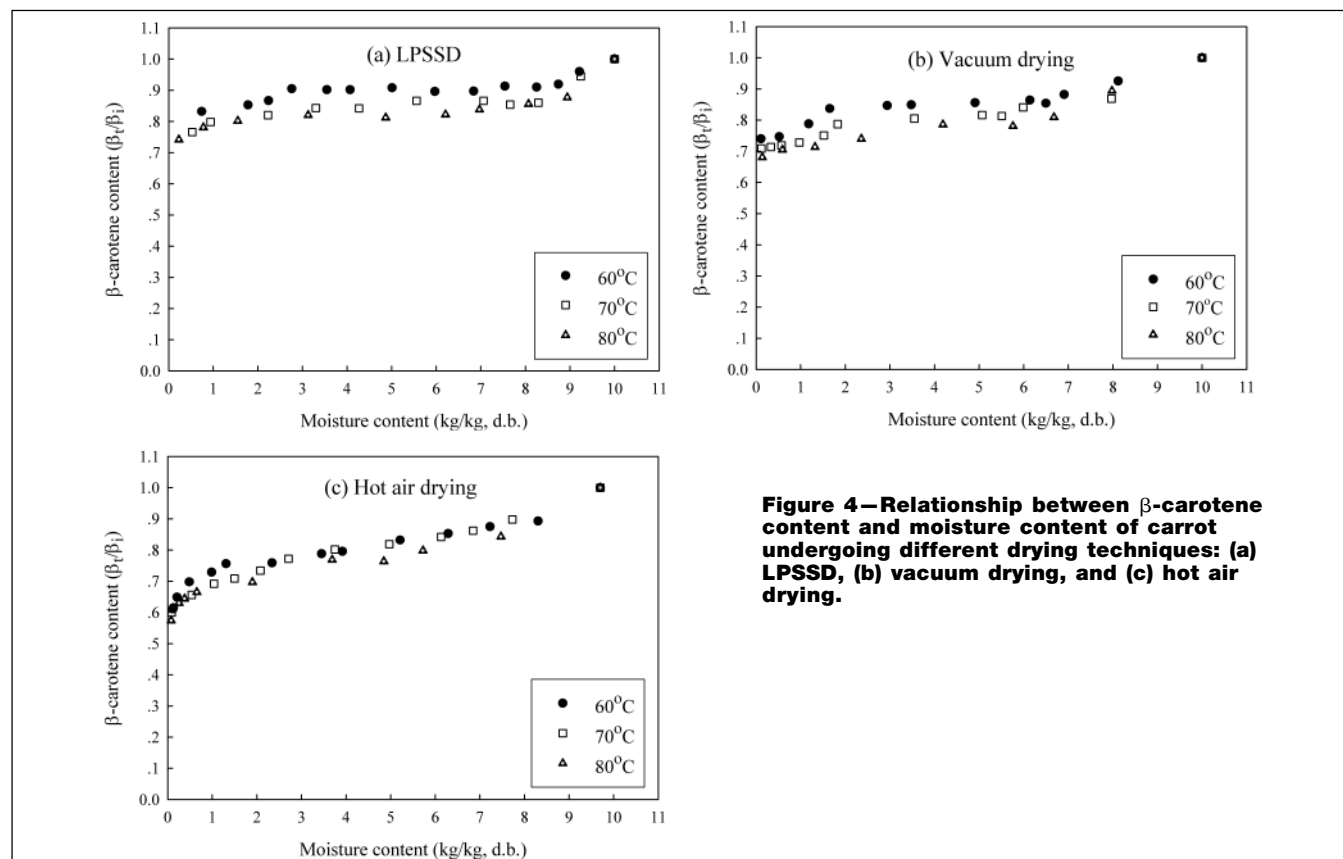 (a) LPSSD
β-carotene content (βt/βi)
1.1
1.0
.9
.8
.7
.6
.5
.4
.3
.2
.1
0.0
60°C
70°C
80°C
0 1 2 3 4 5 6 7 8 9 10 11
Moisture content (kg/kg, d.b.)
(b) Vacuum drying
β-carotene content (βt/βi)
1.1
1.0
.9
.8
.7
.6
.5
.4
.3
.2
.1
0.0
60°C
70°C
80°C
0 1 2 3 4 5 6 7 8 9 10 11
Moisture content (kg/kg, d.b.)
(c) Hot air drying
β-carotene content (βt/βi)
1.1
1.0
.9
.8
.7
.6
.5
.4
.3
.2
.1
0.0
60°C
70°C
80°C
0 1 2 3 4 5 6 7 8 9 10 11
Moisture content (kg/kg, d.b.)
Figure 4—Relationship between β-carotene
content and moisture content of carrot
undergoing different drying techniques: (a)
LPSSD, (b) vacuum drying, and (c) hot air
drying.